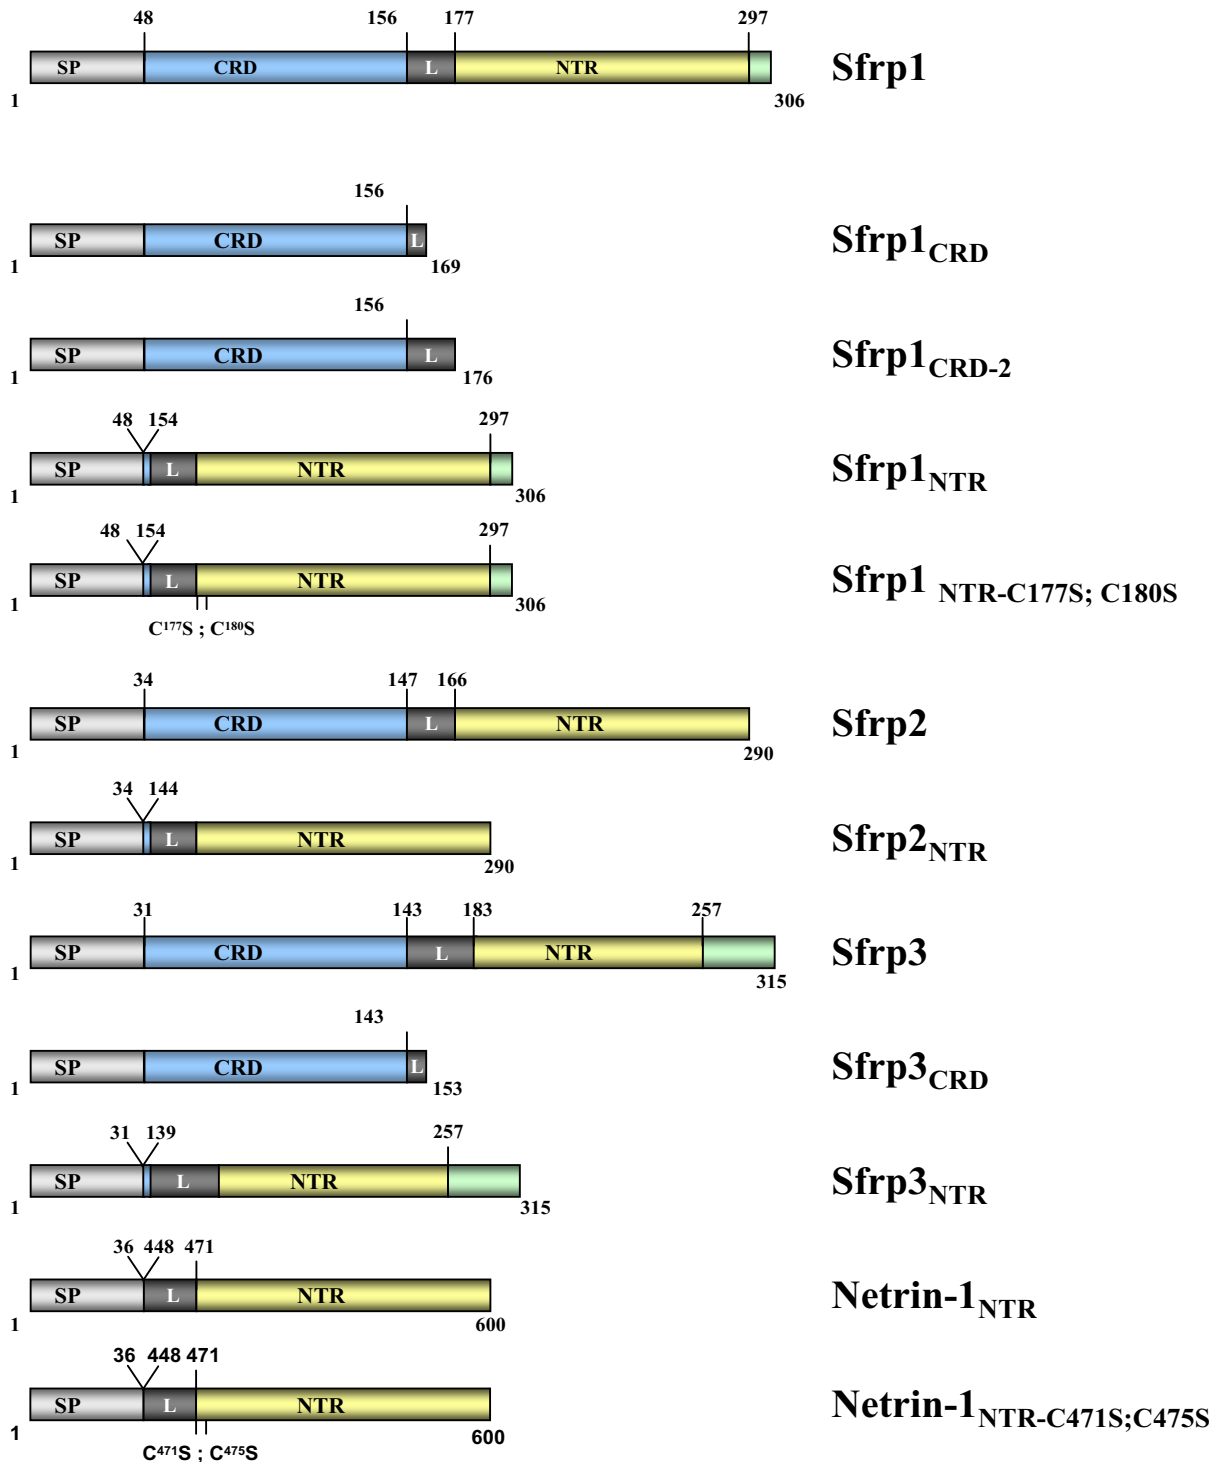 48 156 177 297
SP CRD L NTR Sfrp1
1 306
156
SP CRD L Sfrp1CRD
1 169
156
SP CRD L Sfrp1CRD-2
1 176
48 154 297
SP L NTR Sfrp1NTR
1 306
48 154 297
SP L NTR Sfrp1 NTR-C177S; C180S
1 306
C177S ; C180S
34 147 166
SP CRD L NTR Sfrp2
1 290
34 144
SP L NTR Sfrp2NTR
1 290
31 143 183 257
SP CRD L NTR Sfrp3
1 315
143
SP CRD L Sfrp3CRD
1 153
31 139 257
SP L NTR Sfrp3NTR
1 315
36 448 471
SP L NTR Netrin-1NTR
1 600
36 448 471
SP L NTR Netrin-1NTR-C471S;C475S
1 600
C471S ; C475S